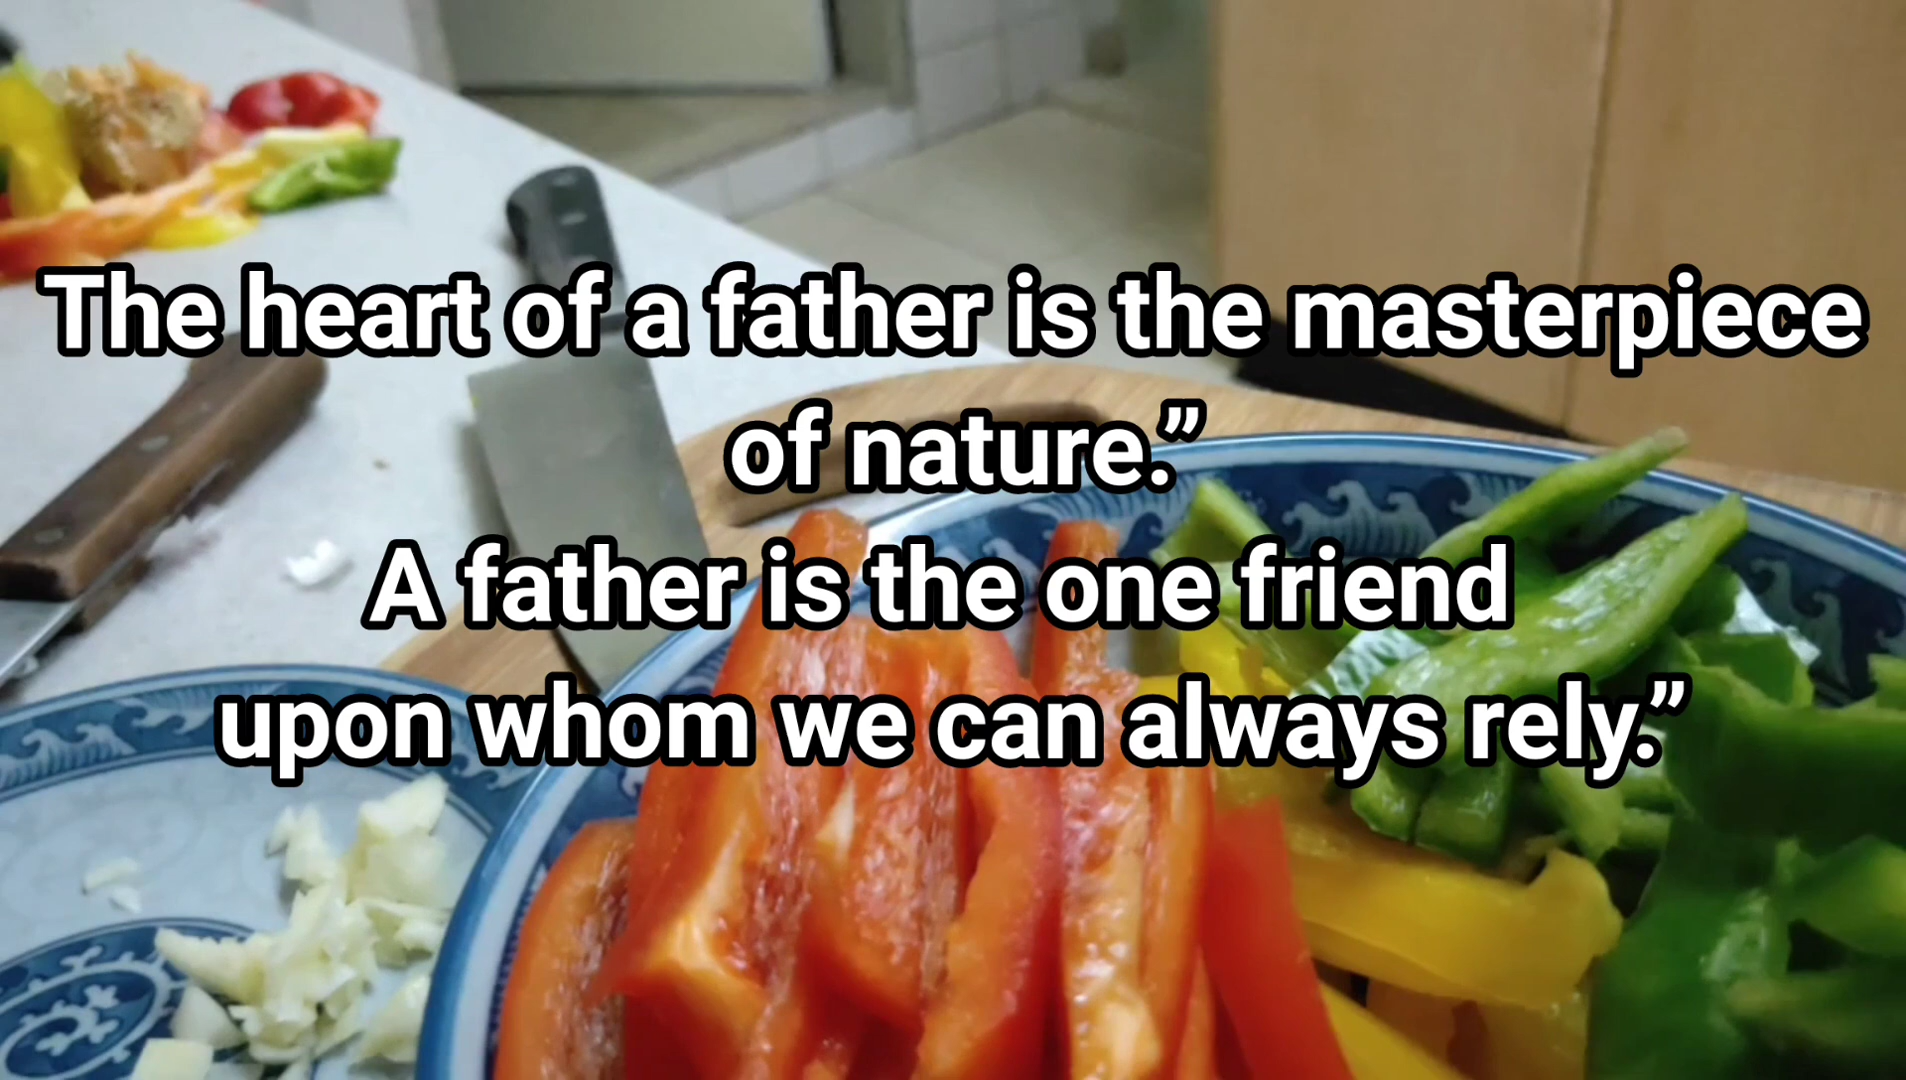 The heart of a father is the masterpiece
of nature.”
A father is the one friend
upon whom we can always rely.”